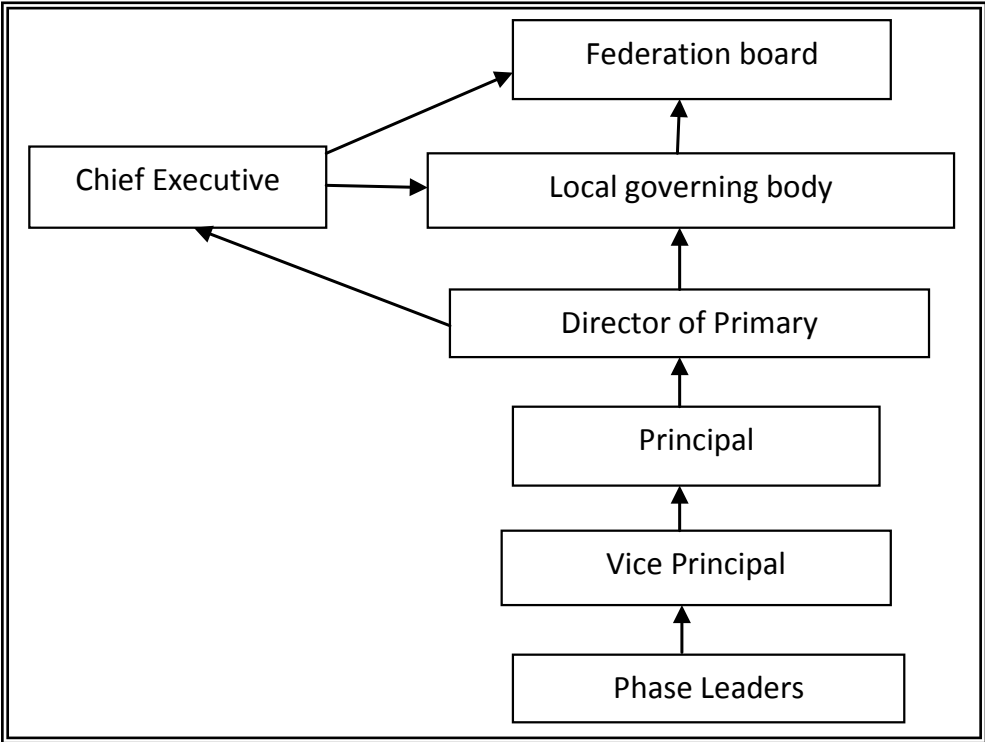 Federation board
Chief Executive
Local governing body
Director of Primary
Principal
Vice Principal
Phase Leaders